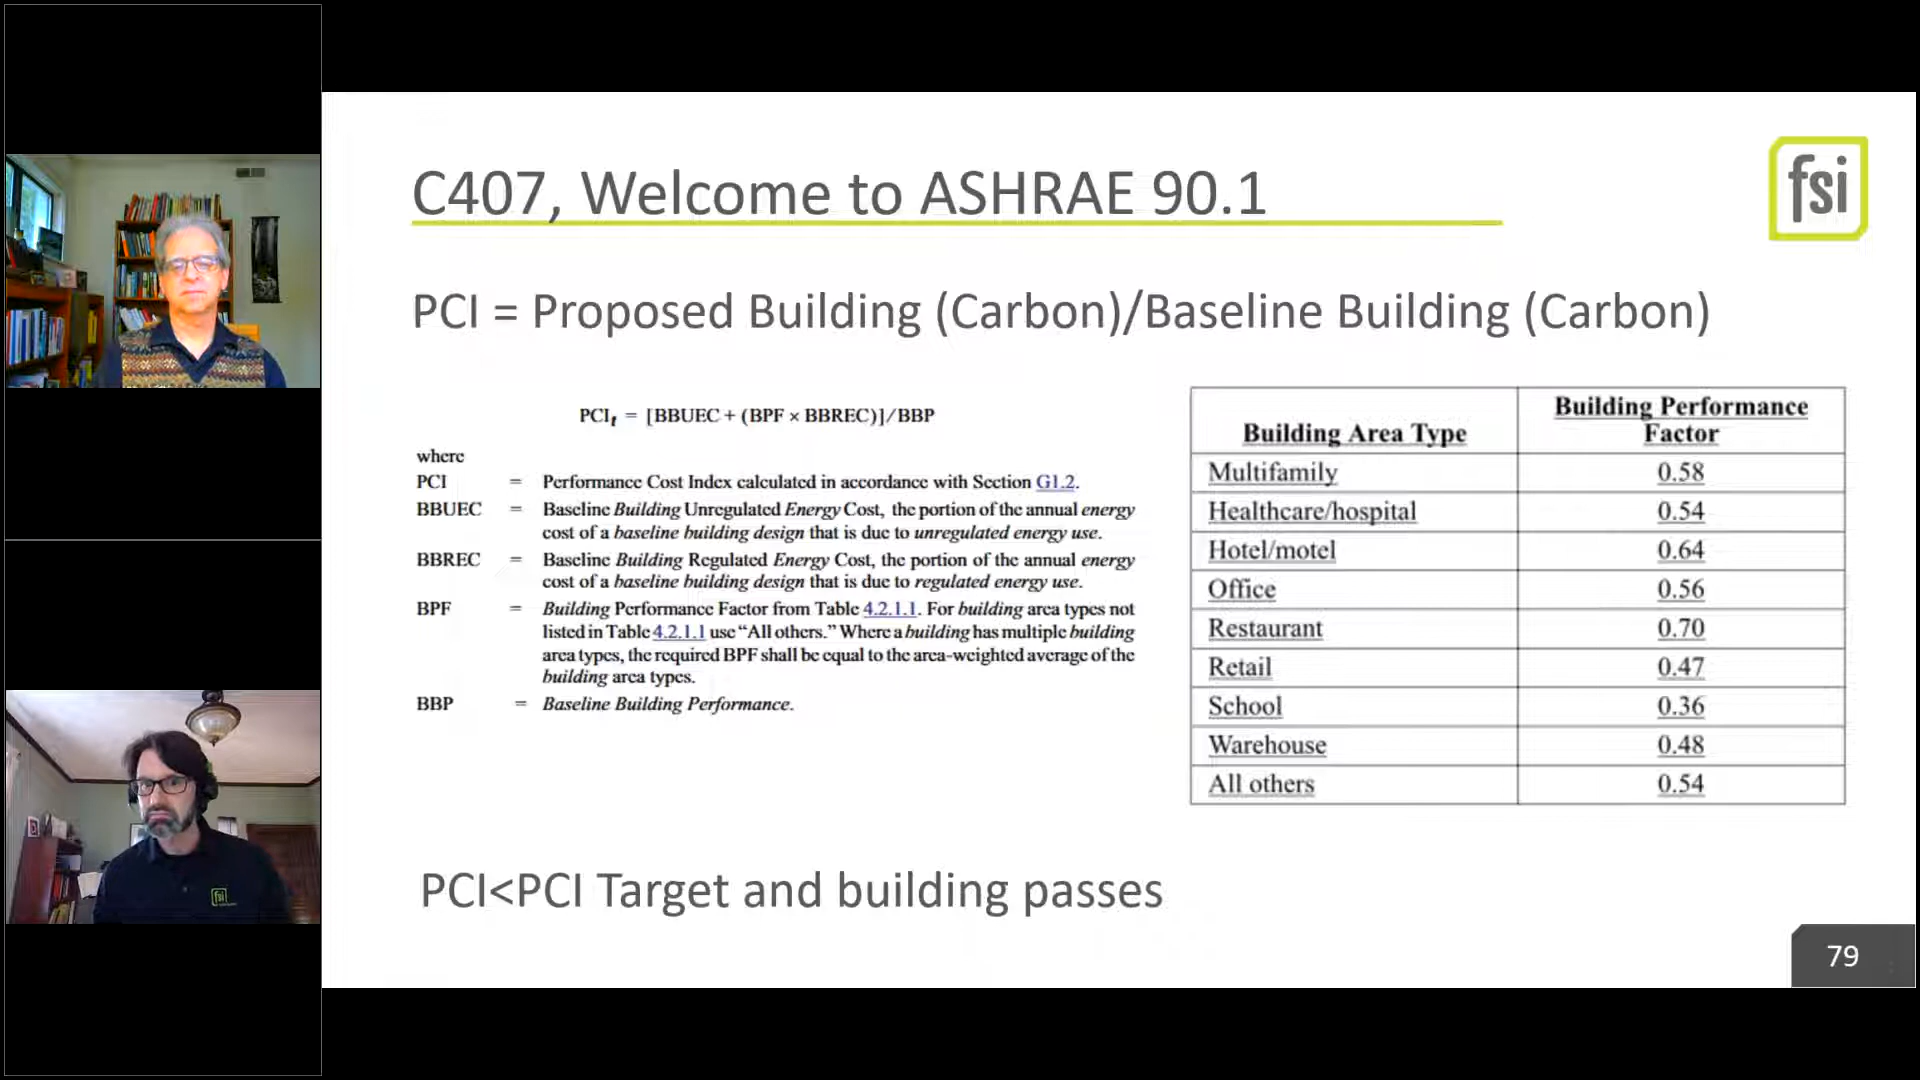 C407, Welcome to ASHRAE 90.1
fsi
PCI = Proposed Building (Carbon)/Baseline Building (Carbon)
PCIt = [BBUEC + (BPF × BBREC)]/BBP
where
PCI = Performance Cost Index calculated in accordance with Section G1.2.
BBUEC = Baseline Building Unregulated Energy Cost, the portion of the annual energy
cost of a baseline building design that is due to unregulated energy use.
BBREC = Baseline Building Regulated Energy Cost, the portion of the annual energy
cost of a baseline building design that is due to regulated energy use.
BPF = Building Performance Factor from Table 4.2.1.1. For building area types not
listed in Table 4.2.1.1 use “All others.” Where a building has multiple building
area types, the required BPF shall be equal to the area-weighted average of the
building area types.
BBP = Baseline Building Performance.
Building Area Type
Building Performance
Factor
Multifamily 0.58
Healthcare/hospital 0.54
Hotel/motel 0.64
Office 0.56
Restaurant 0.70
Retail 0.47
School 0.36
Warehouse 0.48
All others 0.54
PCI<PCI Target and building passes
79
fsi